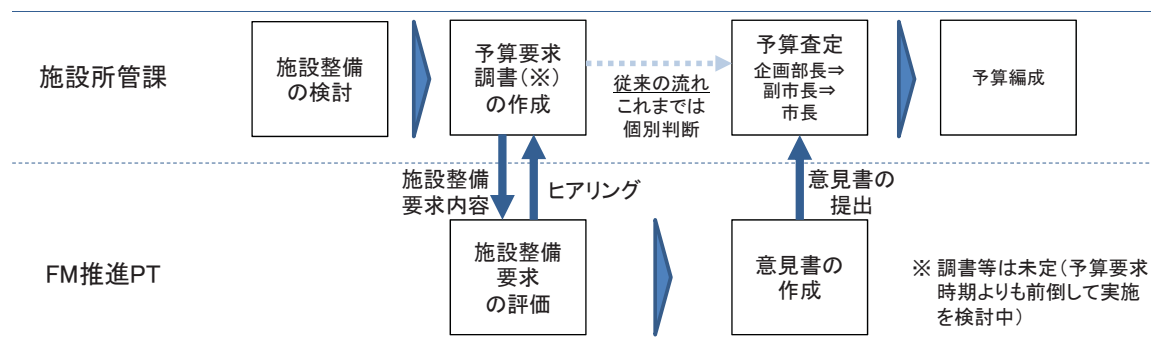 施設所管課
施設整備
の検討
予算要求
調書(※)
の作成
従来の流れ
これまでは
個別判断
予算査定
企画部長⇒
副市長⇒
市長
予算編成
施設整備
要求内容
ヒアリング
意見書の
提出
FM推進PT
施設整備
要求
の評価
意見書の
作成
※ 調書等は未定(予算要求
時期よりも前倒して実施
を検討中)